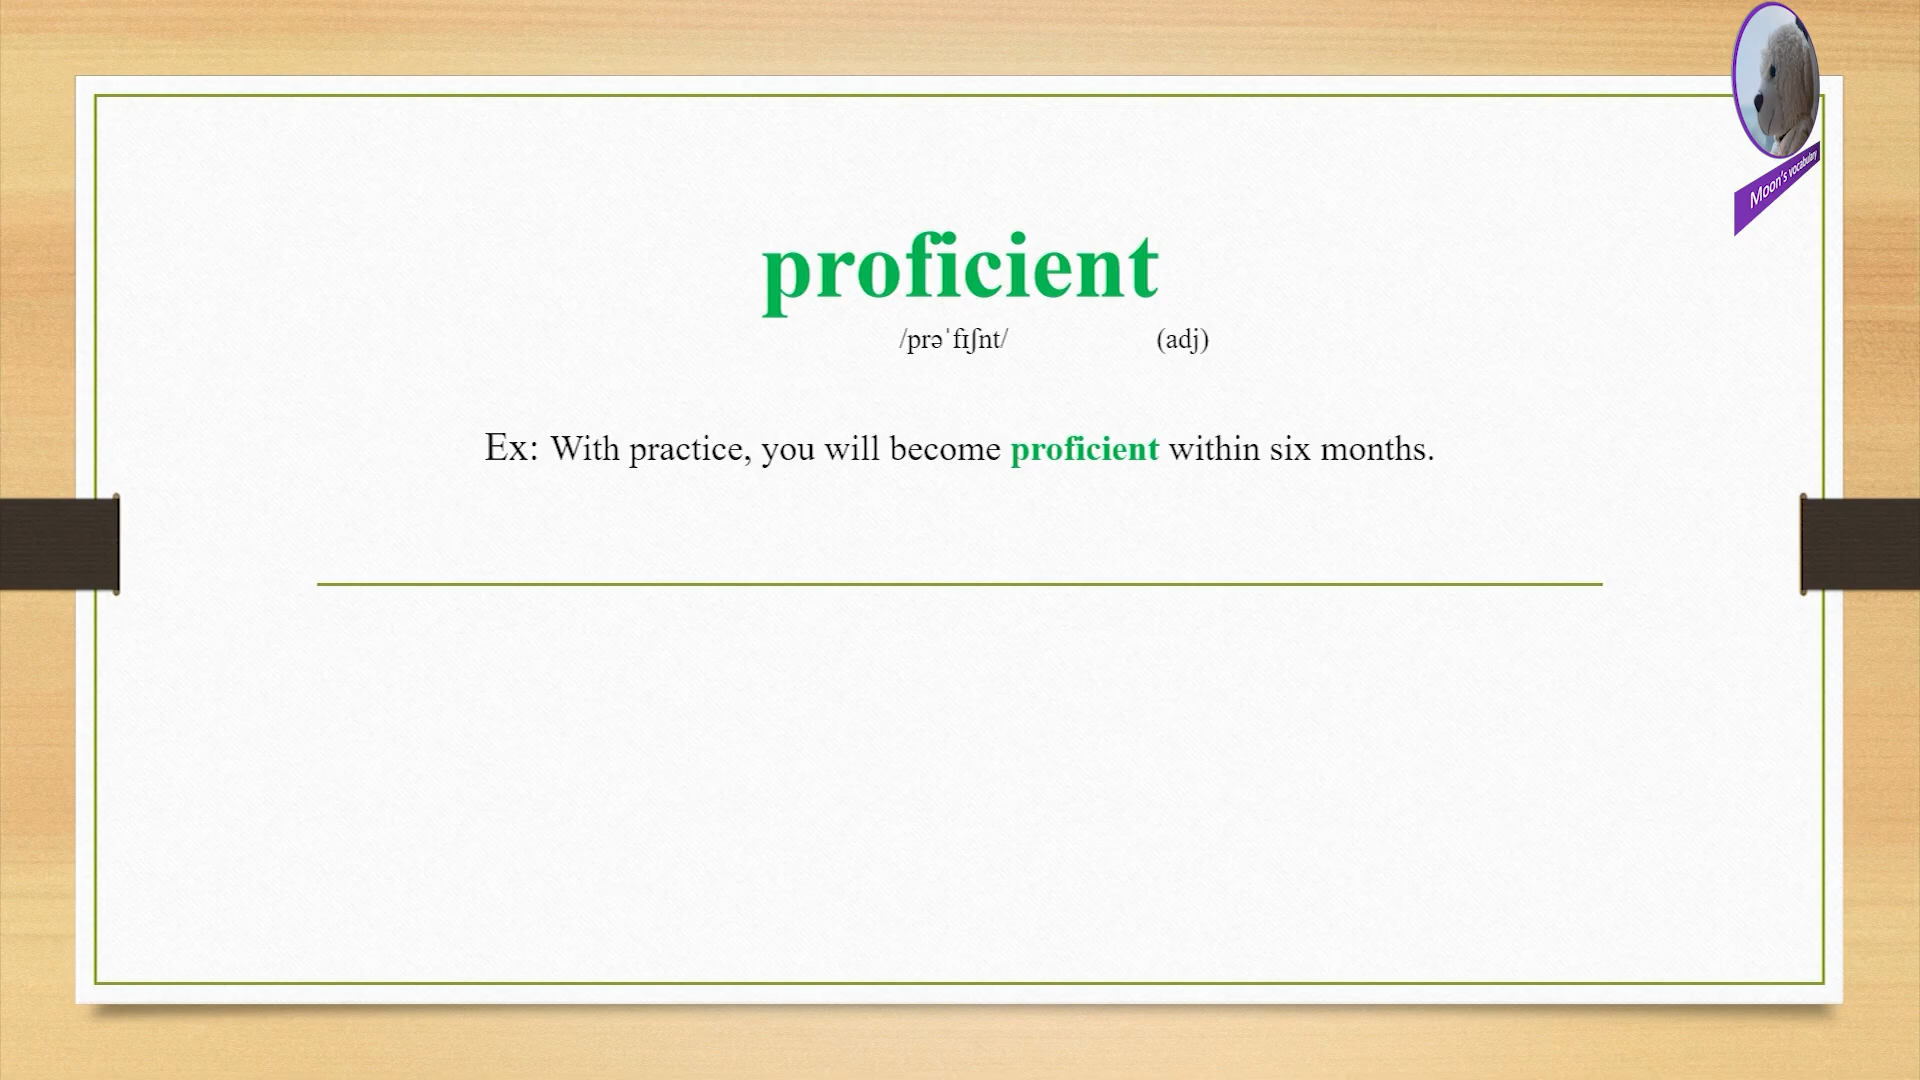 Moon's vocabulary
proficient
/prəˈfɪʃnt/ (adj)
Ex: With practice, you will become proficient within six months.